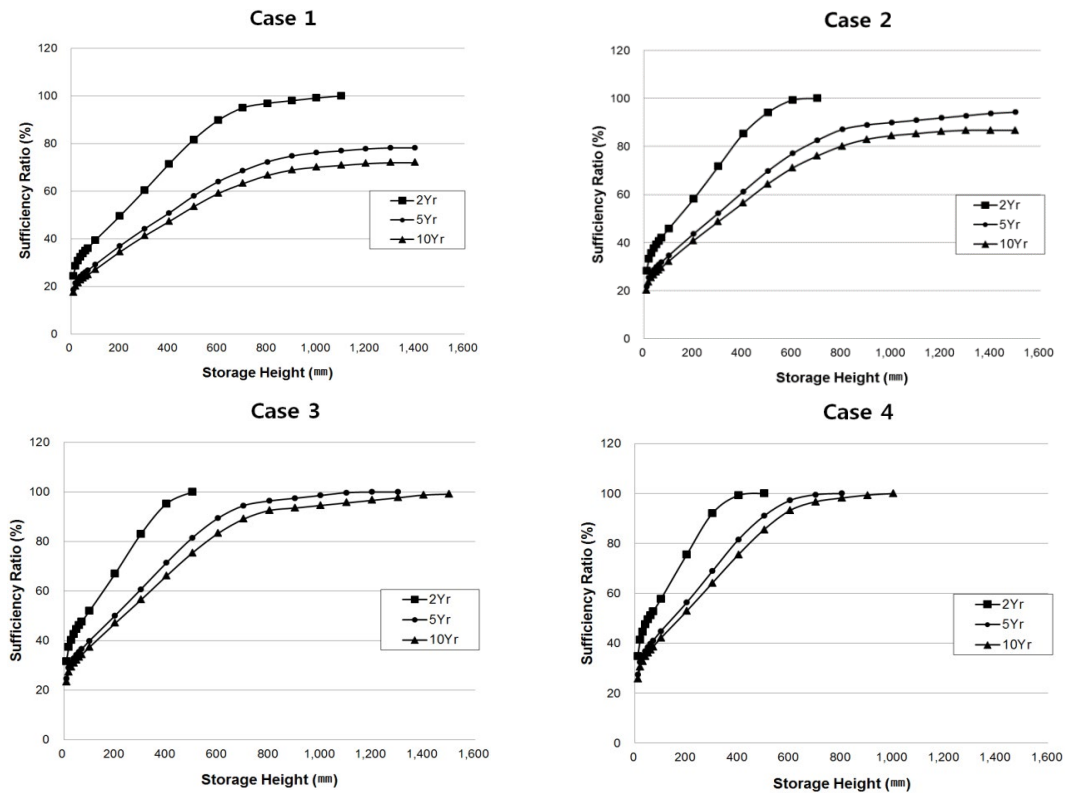 Case 1
120
100
80
60
40
20
0
Sufficiency Ratio (%)
2Yr
5Yr
10Yr
0 200 400 600 800 1,000 1,200 1,400 1,600
Storage Height (㎜)
Case 2
120
100
80
60
40
20
0
Sufficiency Ratio (%)
2Yr
5Yr
10Yr
0 200 400 600 800 1,000 1,200 1,400 1,600
Storage Height (㎜)
Case 3
120
100
80
60
40
20
0
Sufficiency Ratio (%)
2Yr
5Yr
10Yr
0 200 400 600 800 1,000 1,200 1,400 1,600
Storage Height (㎜)
Case 4
120
100
80
60
40
20
0
Sufficiency Ratio (%)
2Yr
5Yr
10Yr
0 200 400 600 800 1,000 1,200 1,400 1,600
Storage Height (㎜)